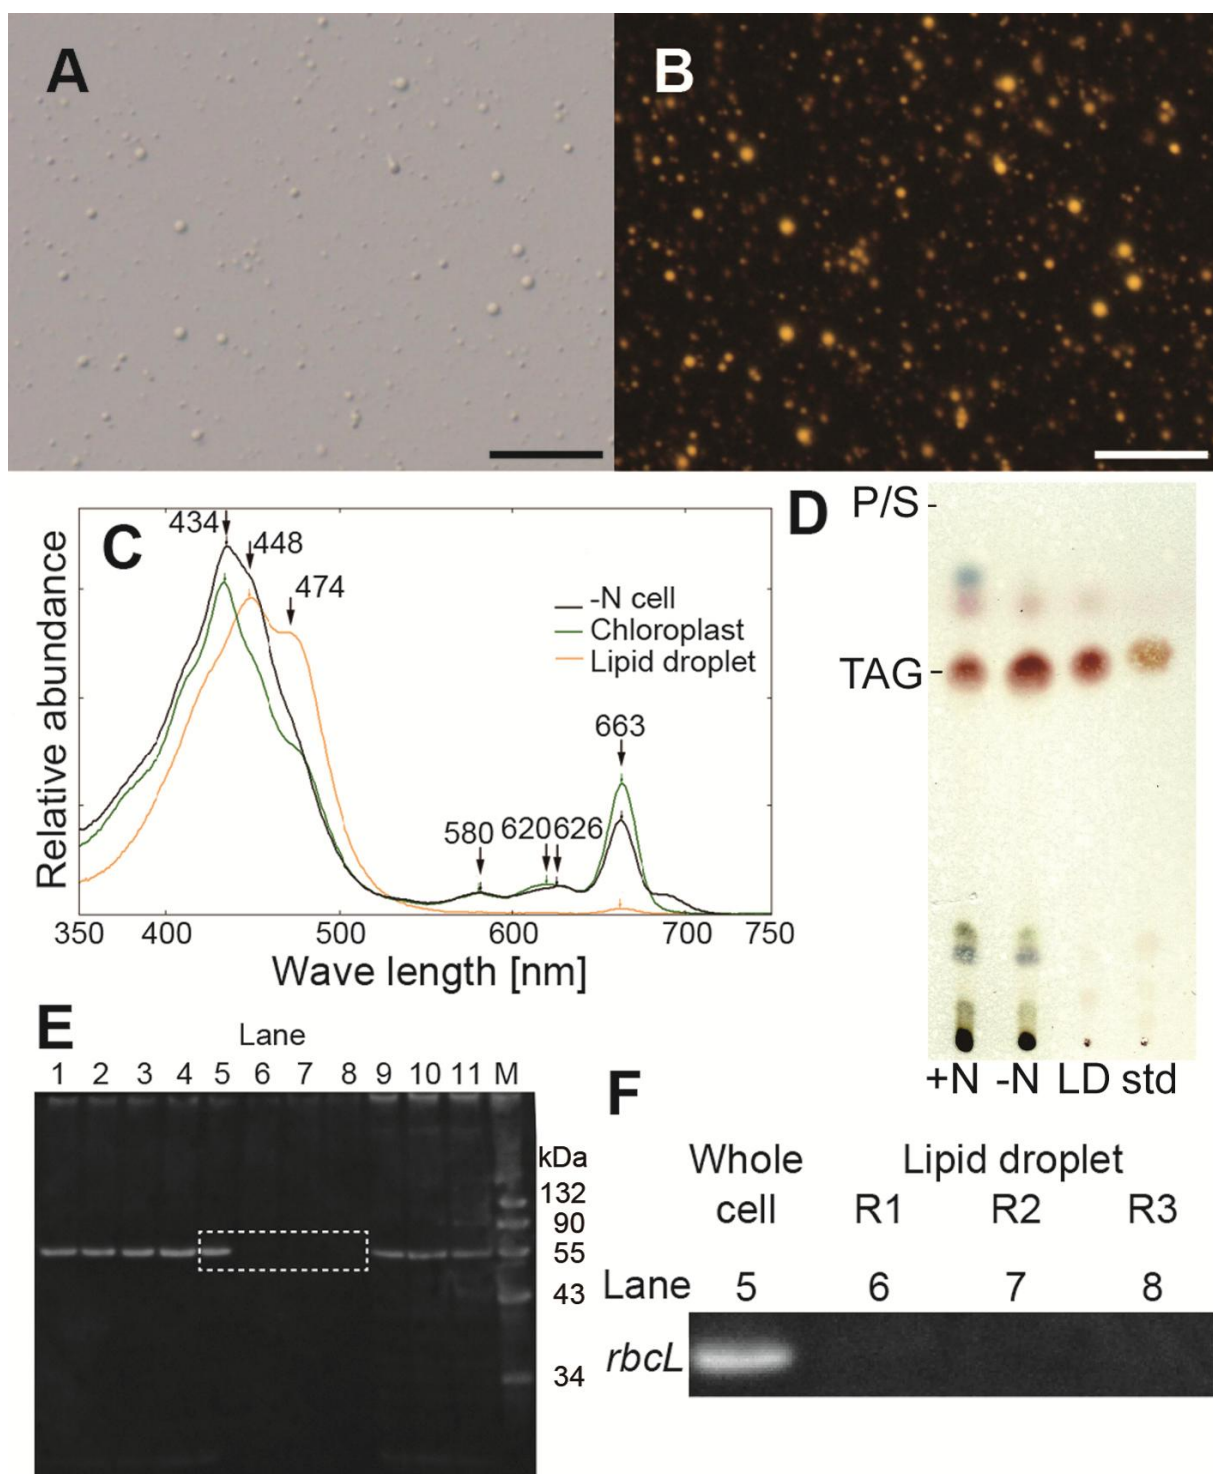 A
B
C
434
448
474
-N cell
Chloroplast
Lipid droplet
663
580
620
626
Relative abundance
350
400
500
600
700
750
Wave length [nm]
D
P/S
TAG
+N
-N
LD
std
E
Lane
1 2 3 4 5 6 7 8 9 10 11 M
kDa
132
90
55
43
34
F
Whole cell
Lipid droplet
R1 R2 R3
Lane 5 6 7 8
rbcL